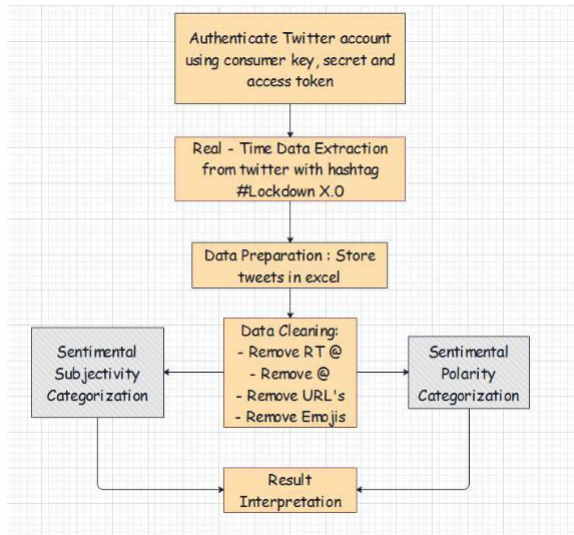 Authenticate Twitter account
using consumer key, secret and
access token
Real - Time Data Extraction
from twitter with hashtag
#Lockdown X.0
Data Preparation : Store
tweets in excel
Data Cleaning:
- Remove RT @
- Remove @
- Remove URL's
- Remove Emojis
Sentimental
Subjectivity
Categorization
Sentimental
Polarity
Categorization
Result
Interpretation